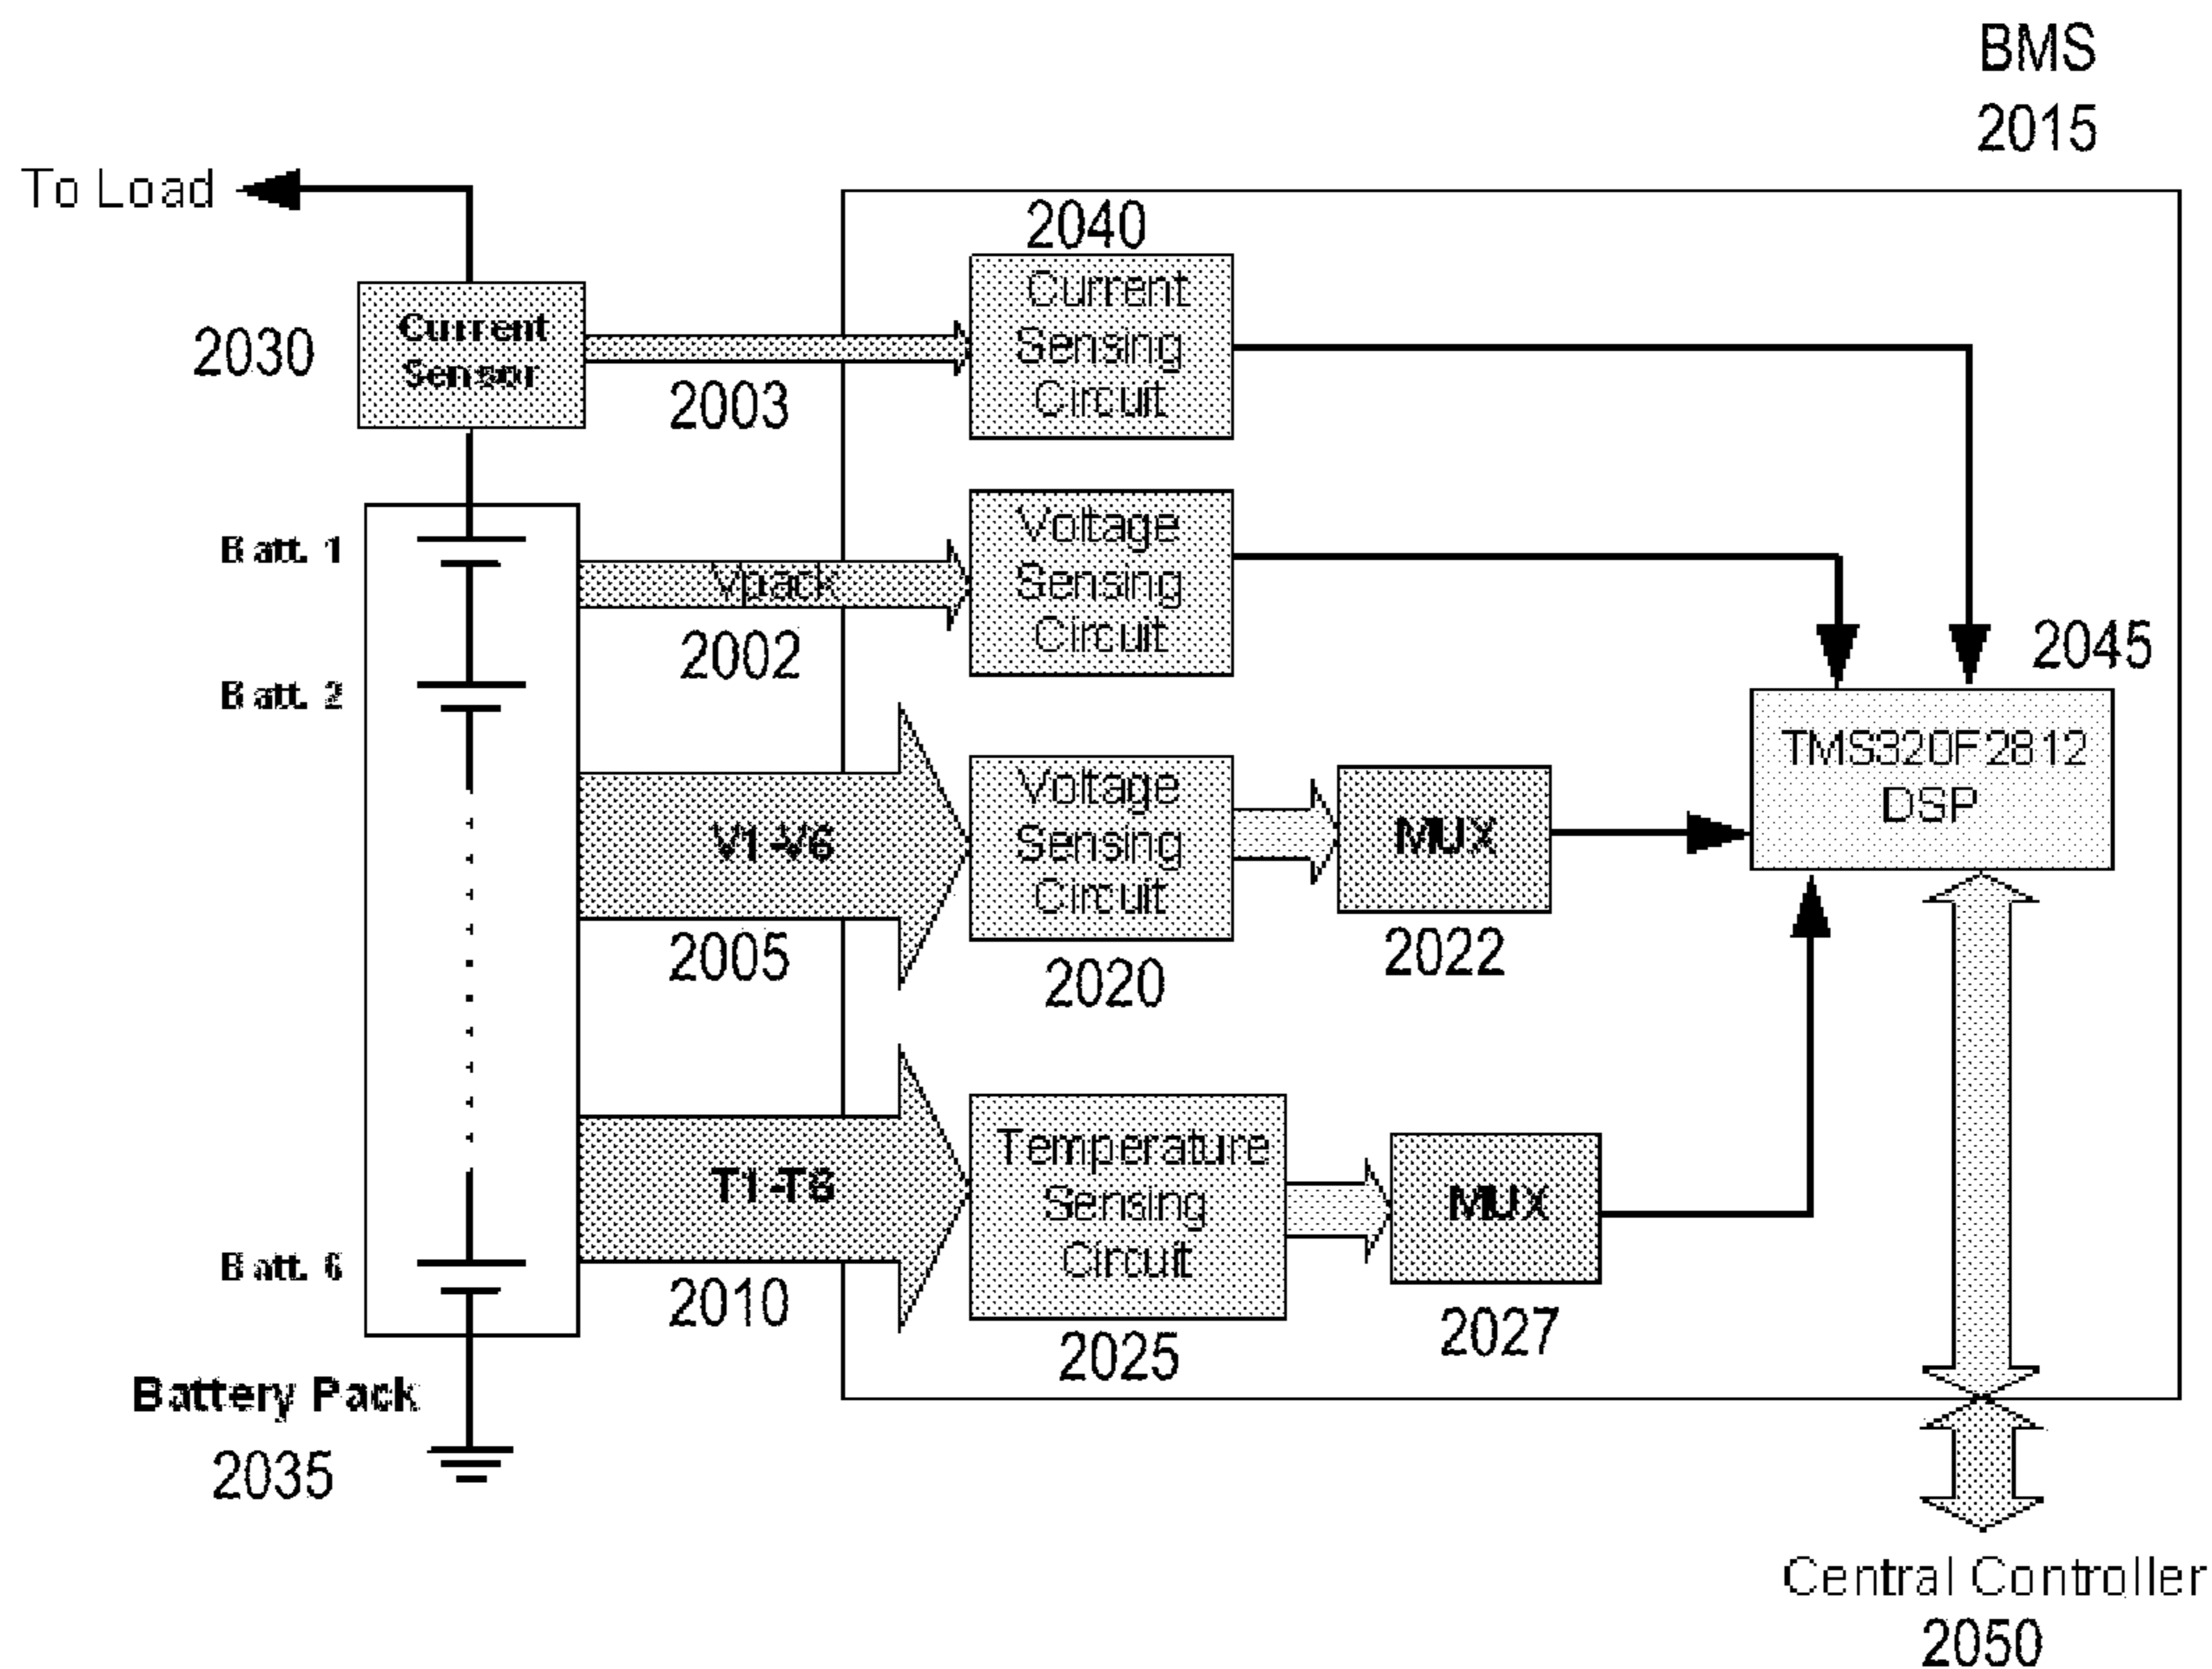 BMS
2015
To Load
2040
Current
Sensing
Circuit
2030
Current
Sensor
2003
Batt. 1
Vpack
2002
Voltage
Sensing
Circuit
Batt. 2
2045
TMS320F2812
DSP
V1-V6
2005
Voltage
Sensing
Circuit
2020
MUX
2022
T1-T6
2010
Temperature
Sensing
Circuit
2025
MUX
2027
Batt. 6
Battery Pack
2035
Central Controller
2050